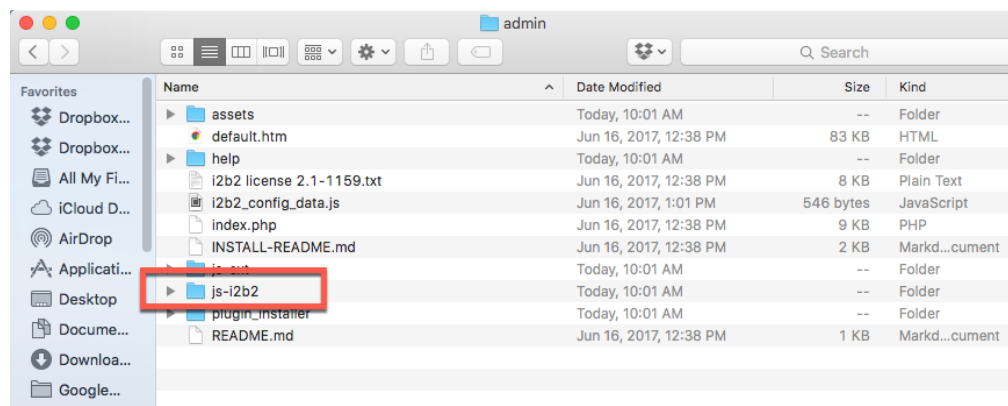 admin
Search
Favorites
Dropbox...
Dropbox...
All My Fi...
iCloud D...
AirDrop
Applicati...
Desktop
Docume...
Downloa...
Google...
Name Date Modified Size Kind
assets Today, 10:01 AM -- Folder
default.htm Jun 16, 2017, 12:38 PM 83 KB HTML
help Today, 10:01 AM -- Folder
i2b2 license 2.1-1159.txt Jun 16, 2017, 12:38 PM 8 KB Plain Text
i2b2_config_data.js Jun 16, 2017, 1:01 PM 546 bytes JavaScript
index.php Jun 16, 2017, 12:38 PM 9 KB PHP
INSTALL-README.md Jun 16, 2017, 12:38 PM 2 KB Markd...cument
js-ext Today, 10:01 AM -- Folder
js-i2b2 Today, 10:01 AM -- Folder
plugin_installer Today, 10:01 AM -- Folder
README.md Jun 16, 2017, 12:38 PM 1 KB Markd...cument